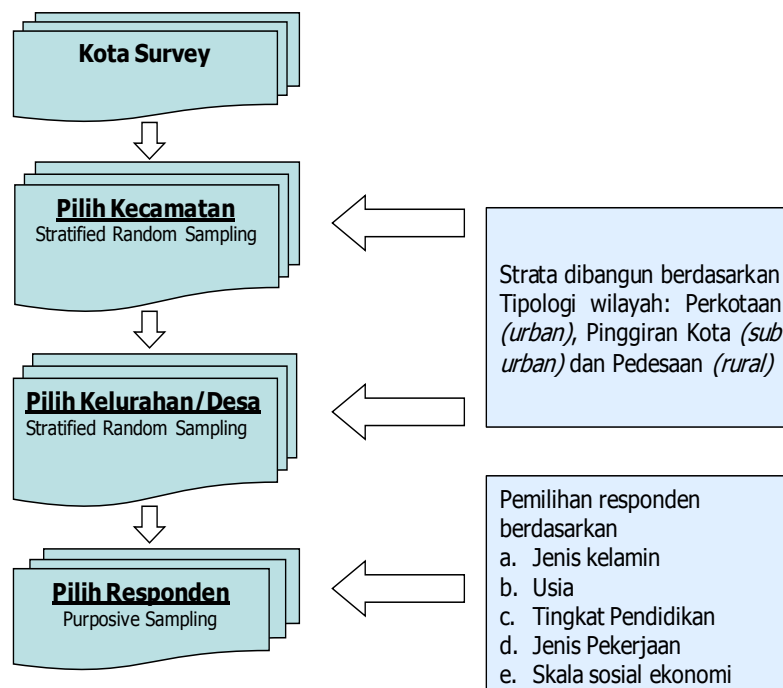 Kota Survey
Pilih Kecamatan
Stratified Random Sampling
Strata dibangun berdasarkan
Tipologi wilayah: Perkotaan
(urban), Pinggiran Kota (sub
urban) dan Pedesaan (rural)
Pilih Kelurahan/Desa
Stratified Random Sampling
Pilih Responden
Purposive Sampling
Pemilihan responden
berdasarkan
a. Jenis kelamin
b. Usia
c. Tingkat Pendidikan
d. Jenis Pekerjaan
e. Skala sosial ekonomi